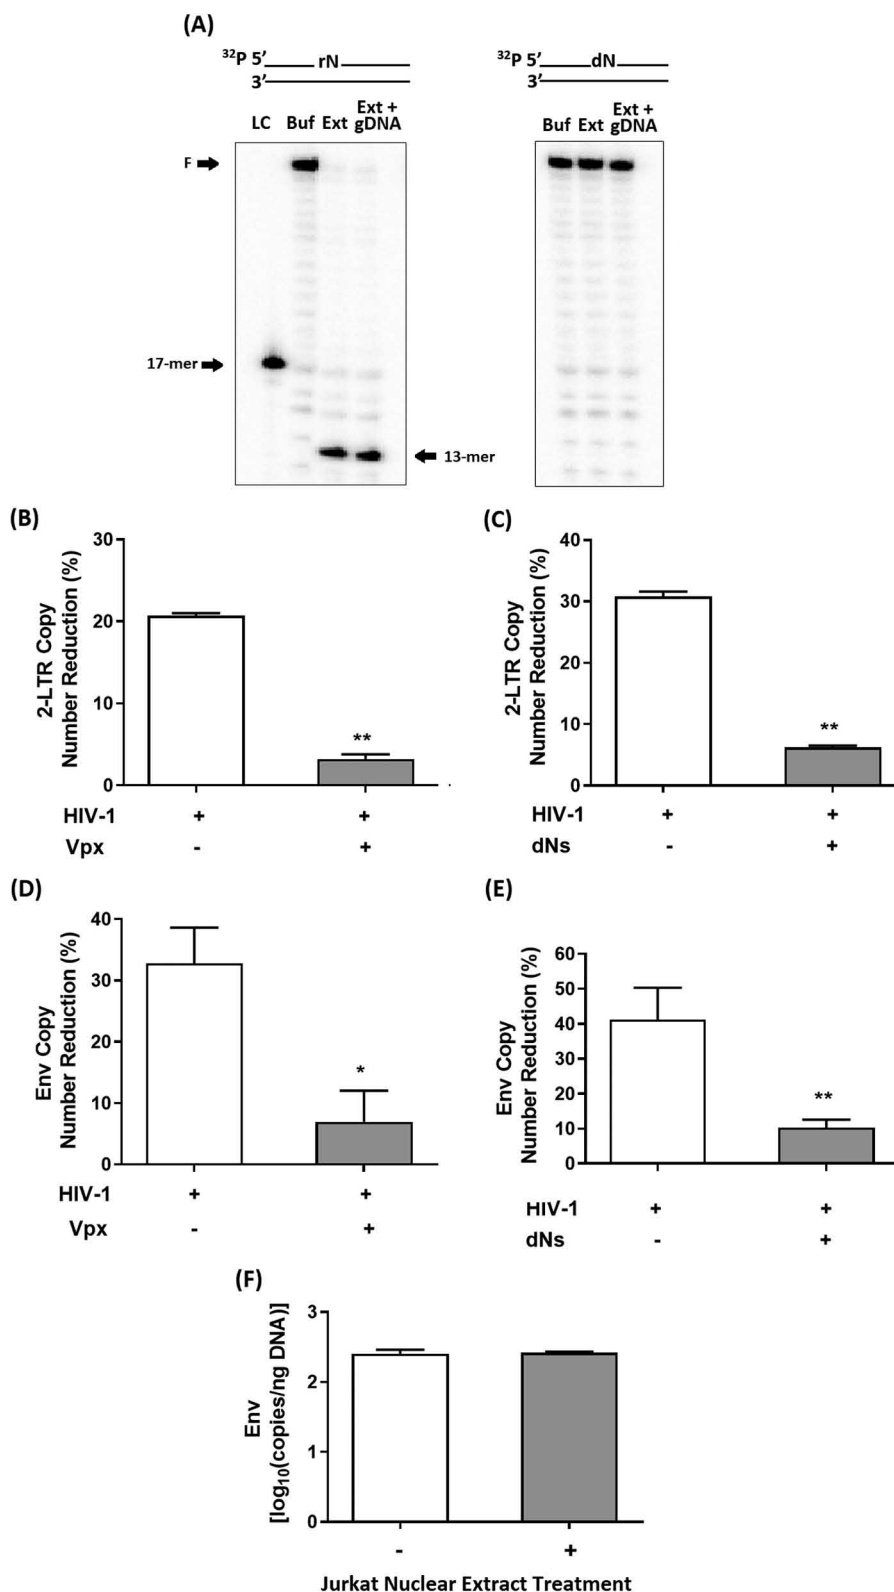 (A)
32P 5’ rN
3’
LC Buf Ext Ext + gDNA
F
17-mer
13-mer
32P 5’ dN
3’
Buf Ext Ext + gDNA
(B)
2-LTR Copy
Number Reduction (%)
30
20
10
0
HIV-1 + +
Vpx - +
**
(C)
2-LTR Copy
Number Reduction (%)
40
30
20
10
0
**
HIV-1 + +
dNs - +
(D)
Env Copy
Number Reduction (%)
40
30
20
10
0
*
HIV-1 + +
Vpx - +
(E)
Env Copy
Number Reduction (%)
60
50
40
30
20
10
0
**
HIV-1 + +
dNs - +
(F)
Env
[log10(copies/ng DNA)]
3
2
1
0
- +
Jurkat Nuclear Extract Treatment